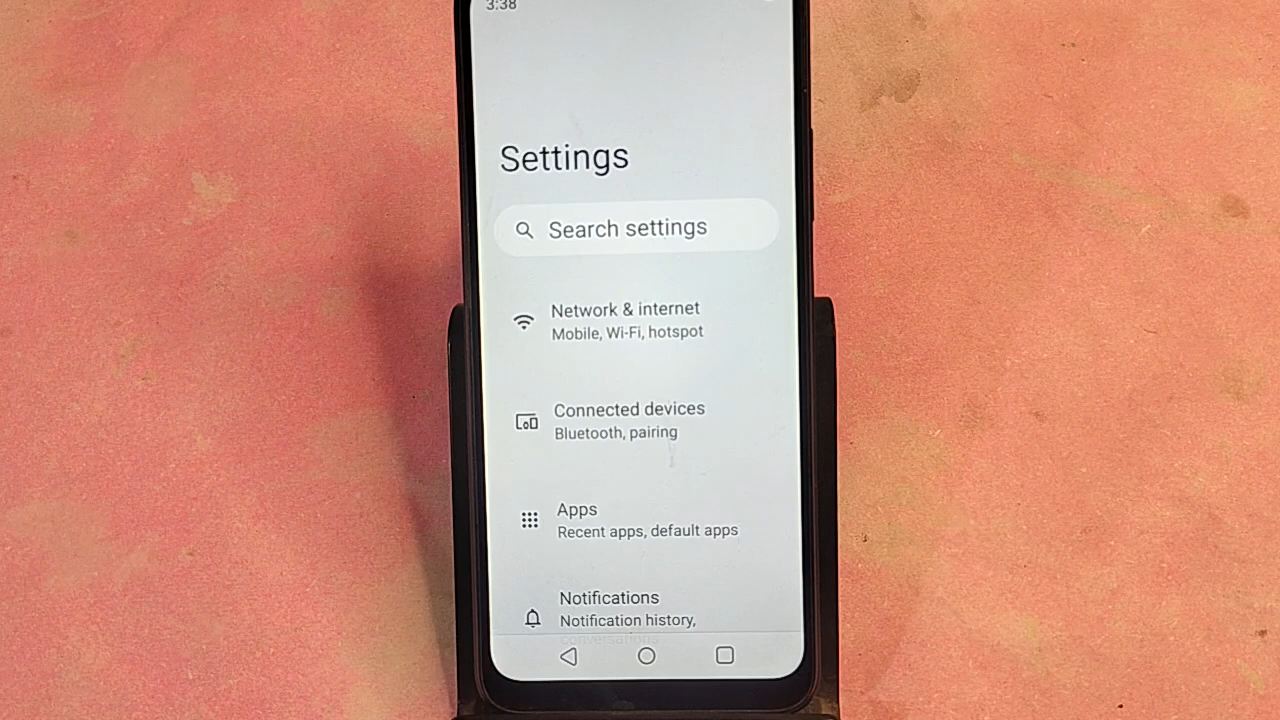 3:38
Settings
Search settings
Network & internet
Mobile, Wi-Fi, hotspot
Connected devices
Bluetooth, pairing
Apps
Recent apps, default apps
Notifications
Notification history,
conversations